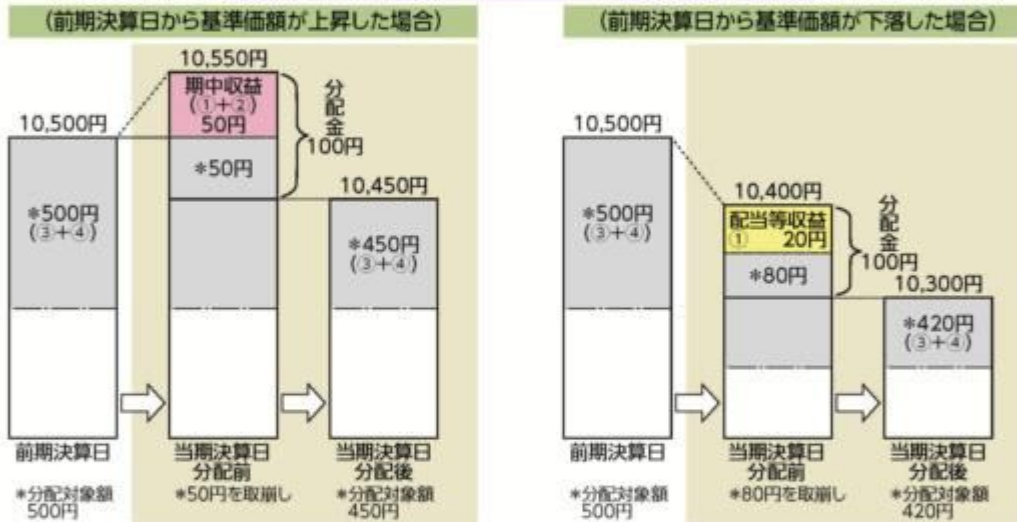 (前期決算日から基準価額が上昇した場合)
10,550円
期中収益
(①+②)
50円
分配金
100円
10,500円
*50円
10,450円
*500円
(③+④)
*450円
(③+④)
前期決算日
当期決算日
分配前
当期決算日
分配後
*分配対象額
500円
*50円を取崩し
*分配対象額
450円
(前期決算日から基準価額が下落した場合)
10,500円
10,400円
配当等収益
① 20円
分配金
100円
*500円
(③+④)
*80円
10,300円
*420円
(③+④)
前期決算日
当期決算日
分配前
当期決算日
分配後
*分配対象額
500円
*80円を取崩し
*分配対象額
420円